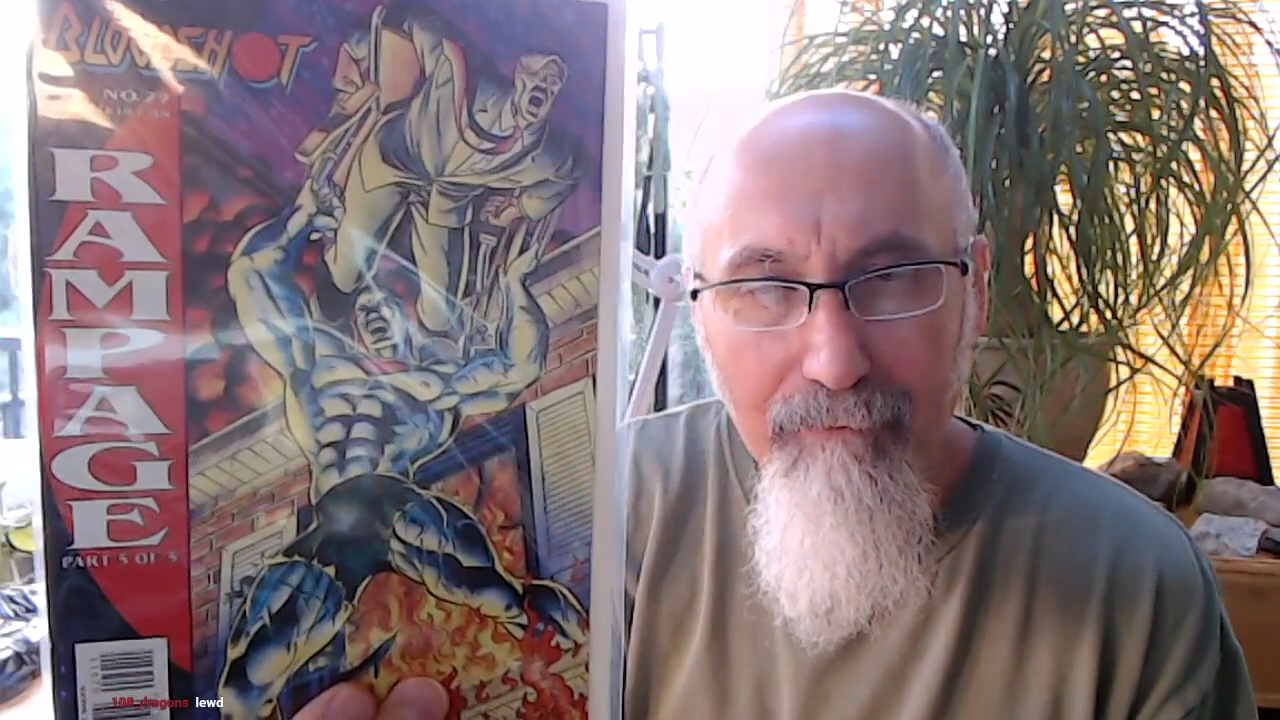 BLOODSHOT
NO. 29
RAMPAGE
PART 5 OF 5
108_dragons lewd